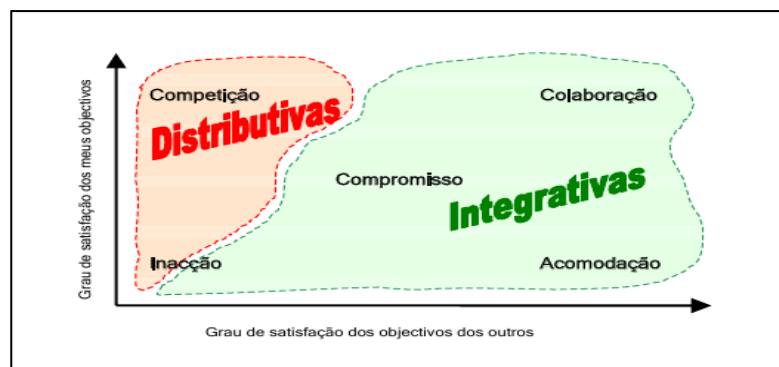 Grau de satisfação dos meus objectivos
Competição
Colaboração
Distributivas
Compromisso
Integrativas
Inacção
Acomodação
Grau de satisfação dos objectivos dos outros